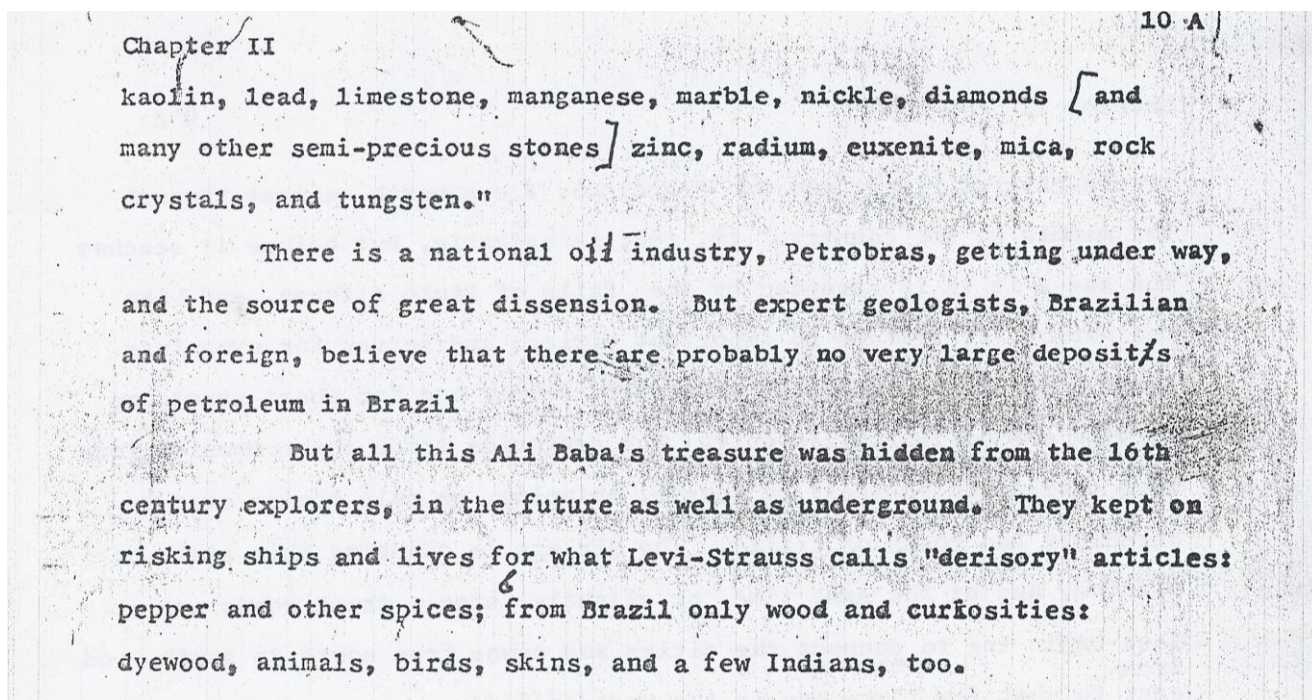 10 A
Chapter II
kaolin, lead, limestone, manganese, marble, nickle, diamonds [and
many other semi-precious stones] zinc, radium, euxenite, mica, rock
crystals, and tungsten."
There is a national oil industry, Petrobras, getting under way,
and the source of great dissension. But expert geologists, Brazilian
and foreign, believe that there are probably no very large deposits
of petroleum in Brazil
But all this Ali Baba's treasure was hidden from the 16th
century explorers, in the future as well as underground. They kept on
risking ships and lives for what Levi-Strauss calls "derisory" articles:
pepper and other spices; from Brazil only wood and curiosities:
dyewood, animals, birds, skins, and a few Indians, too.